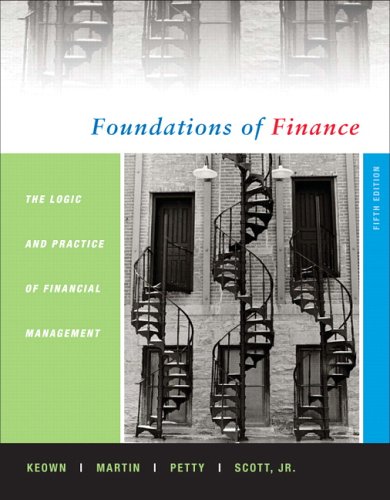 Foundations of Finance
FIFTH EDITION
THE LOGIC
AND PRACTICE
OF FINANCIAL
MANAGEMENT
KEOWN | MARTIN | PETTY | SCOTT, JR.